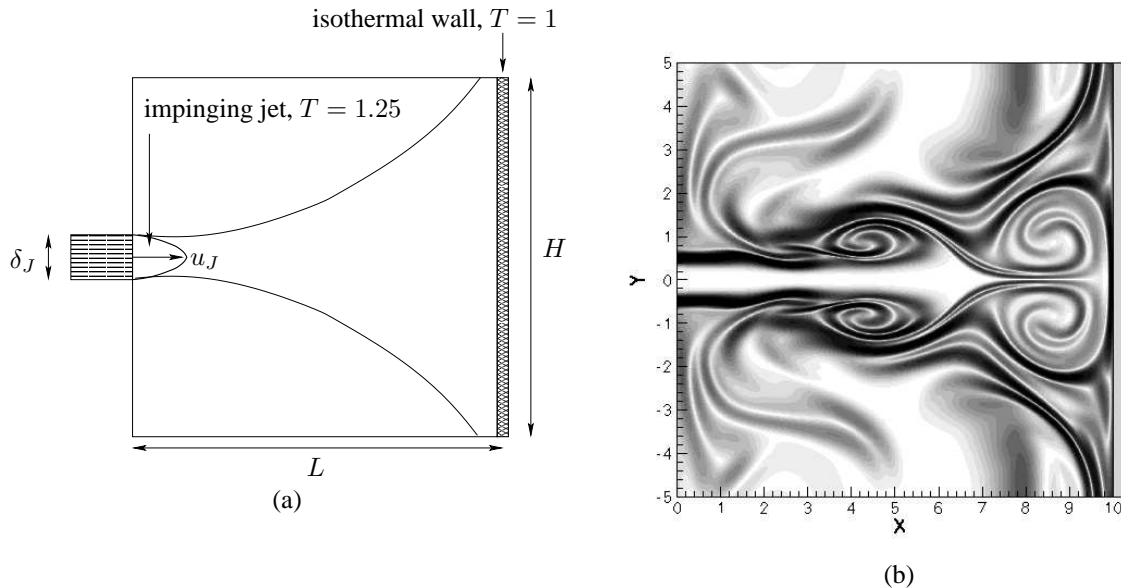 isothermal wall, T = 1
impinging jet, T = 1.25
δ_J
u_J
H
L
(a)
5
4
3
2
1
0
-1
-2
-3
-4
-5
Y
0 1 2 3 4 5 6 7 8 9 10
X
(b)